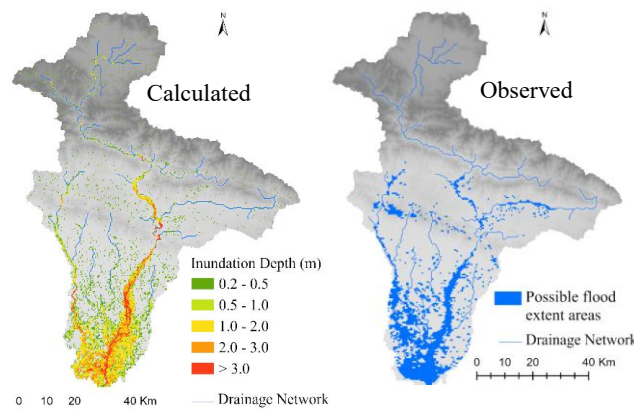 N
Calculated
Inundation Depth (m)
0.2 - 0.5
0.5 - 1.0
1.0 - 2.0
2.0 - 3.0
> 3.0
Drainage Network
0 10 20 40 Km
N
Observed
Possible flood
extent areas
Drainage Network
0 10 20 40 Km